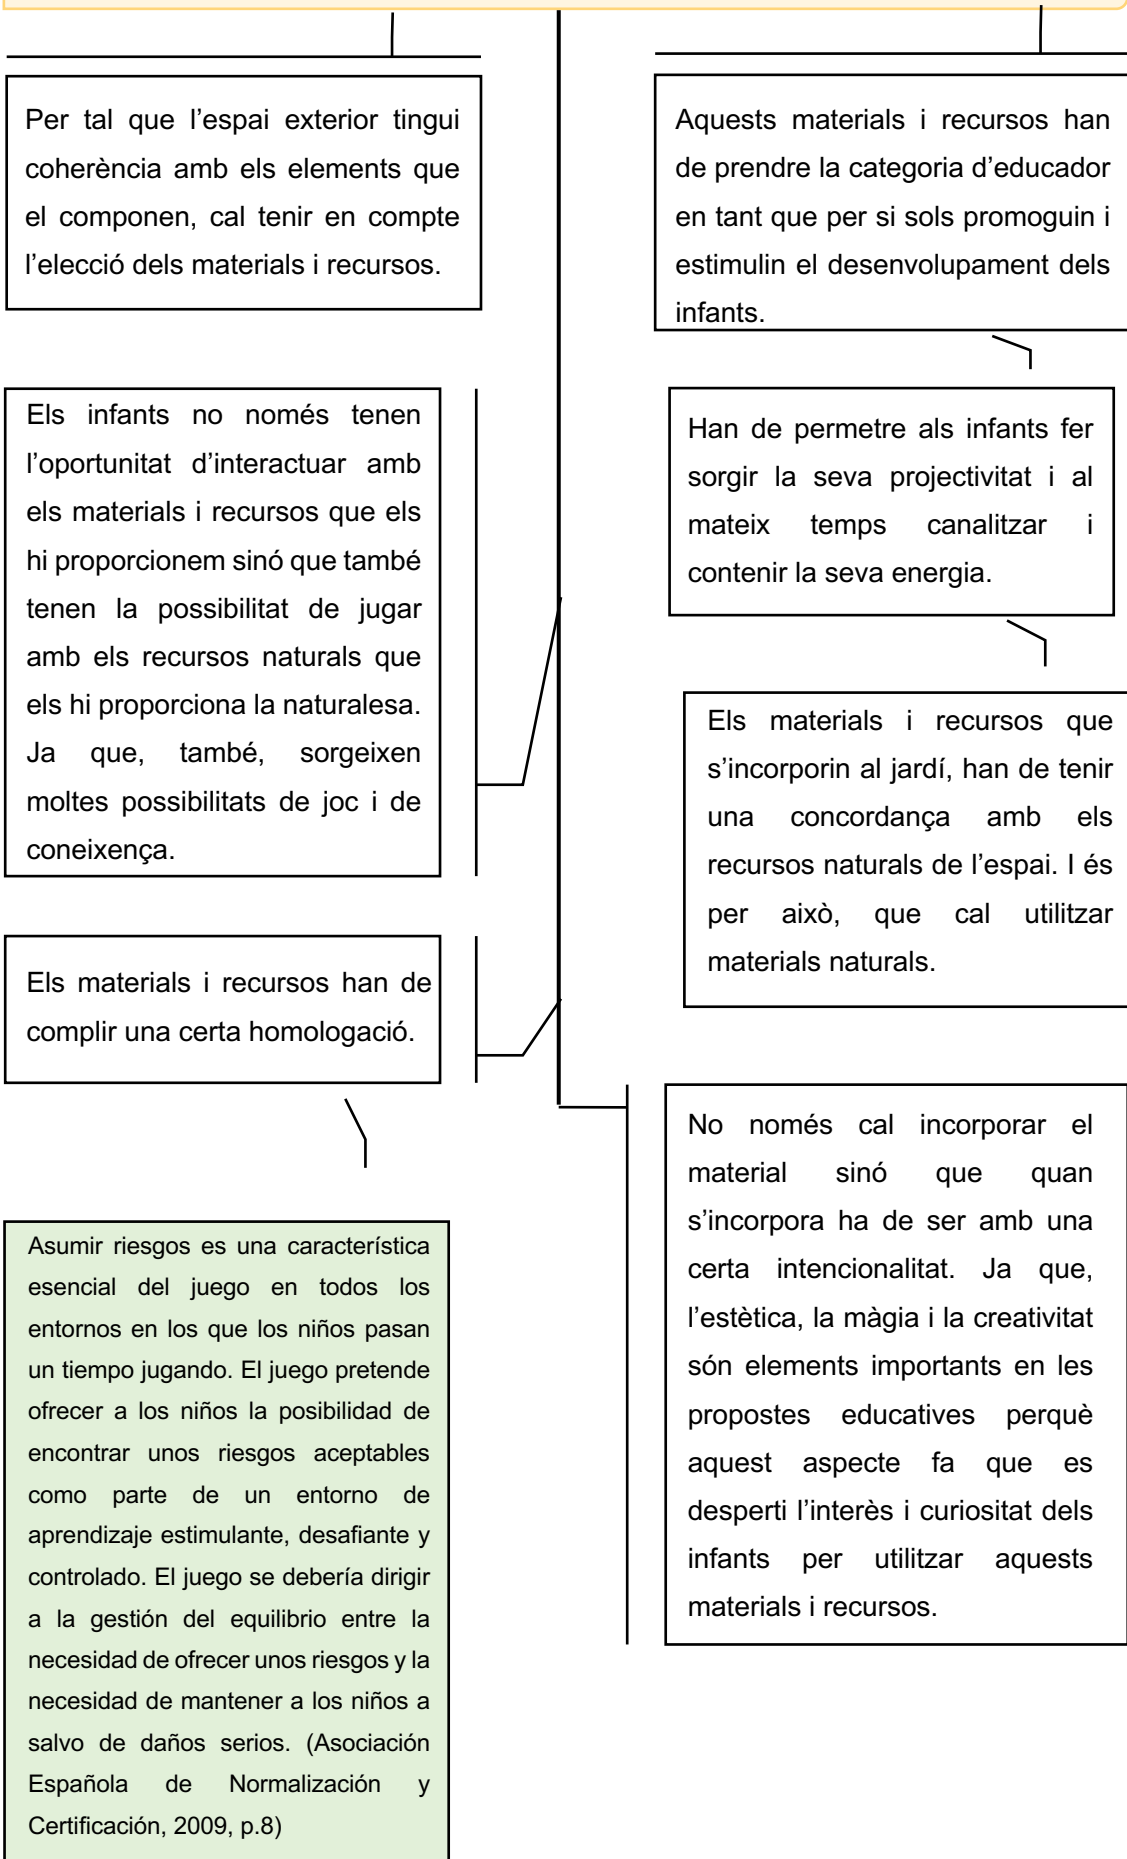 Per tal que l’espai exterior tingui
coherència amb els elements que
el componen, cal tenir en compte
l’elecció dels materials i recursos.
Aquests materials i recursos han
de prendre la categoria d’educador
en tant que per si sols promoguin i
estimulin el desenvolupament dels
infants.
Els infants no només tenen
l’oportunitat d’interactuar amb
els materials i recursos que els
hi proporcionem sinó que també
tenen la possibilitat de jugar
amb els recursos naturals que
els hi proporciona la naturalesa.
Ja que, també, sorgeixen
moltes possibilitats de joc i de
coneixença.
Han de permetre als infants fer
sorgir la seva projectivitat i al
mateix temps canalitzar i
contenir la seva energia.
Els materials i recursos que
s’incorporin al jardí, han de tenir
una concordança amb els
recursos naturals de l’espai. I és
per això, que cal utilitzar
materials naturals.
Els materials i recursos han de
complir una certa homologació.
No només cal incorporar el
material sinó que quan
s’incorpora ha de ser amb una
certa intencionalitat. Ja que,
l’estètica, la màgia i la creativitat
són elements importants en les
propostes educatives perquè
aquest aspecte fa que es
desperti l’interès i curiositat dels
infants per utilitzar aquests
materials i recursos.
Asumir riesgos es una característica
esencial del juego en todos los
entornos en los que los niños pasan
un tiempo jugando. El juego pretende
ofrecer a los niños la posibilidad de
encontrar unos riesgos aceptables
como parte de un entorno de
aprendizaje estimulante, desafiante y
controlado. El juego se debería dirigir
a la gestión del equilibrio entre la
necesidad de ofrecer unos riesgos y la
necesidad de mantener a los niños a
salvo de daños serios. (Asociación
Española de Normalización y
Certificación, 2009, p.8)